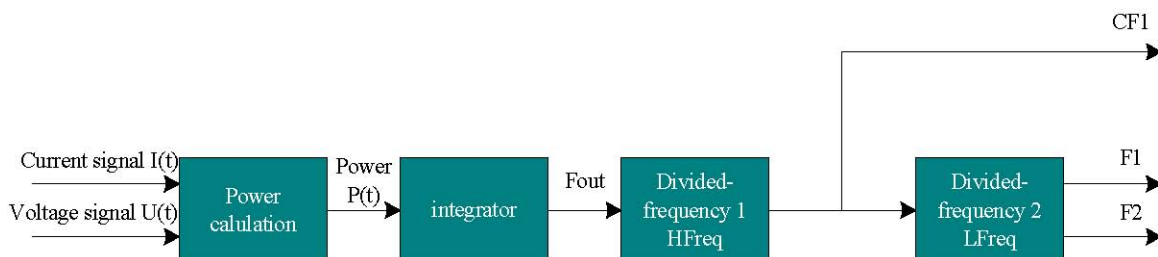 CF1
Current signal I(t)
Voltage signal U(t)
Power
calulation
Power
P(t)
integrator
Fout
Divided-
frequency 1
HFreq
Divided-
frequency 2
LFreq
F1
F2